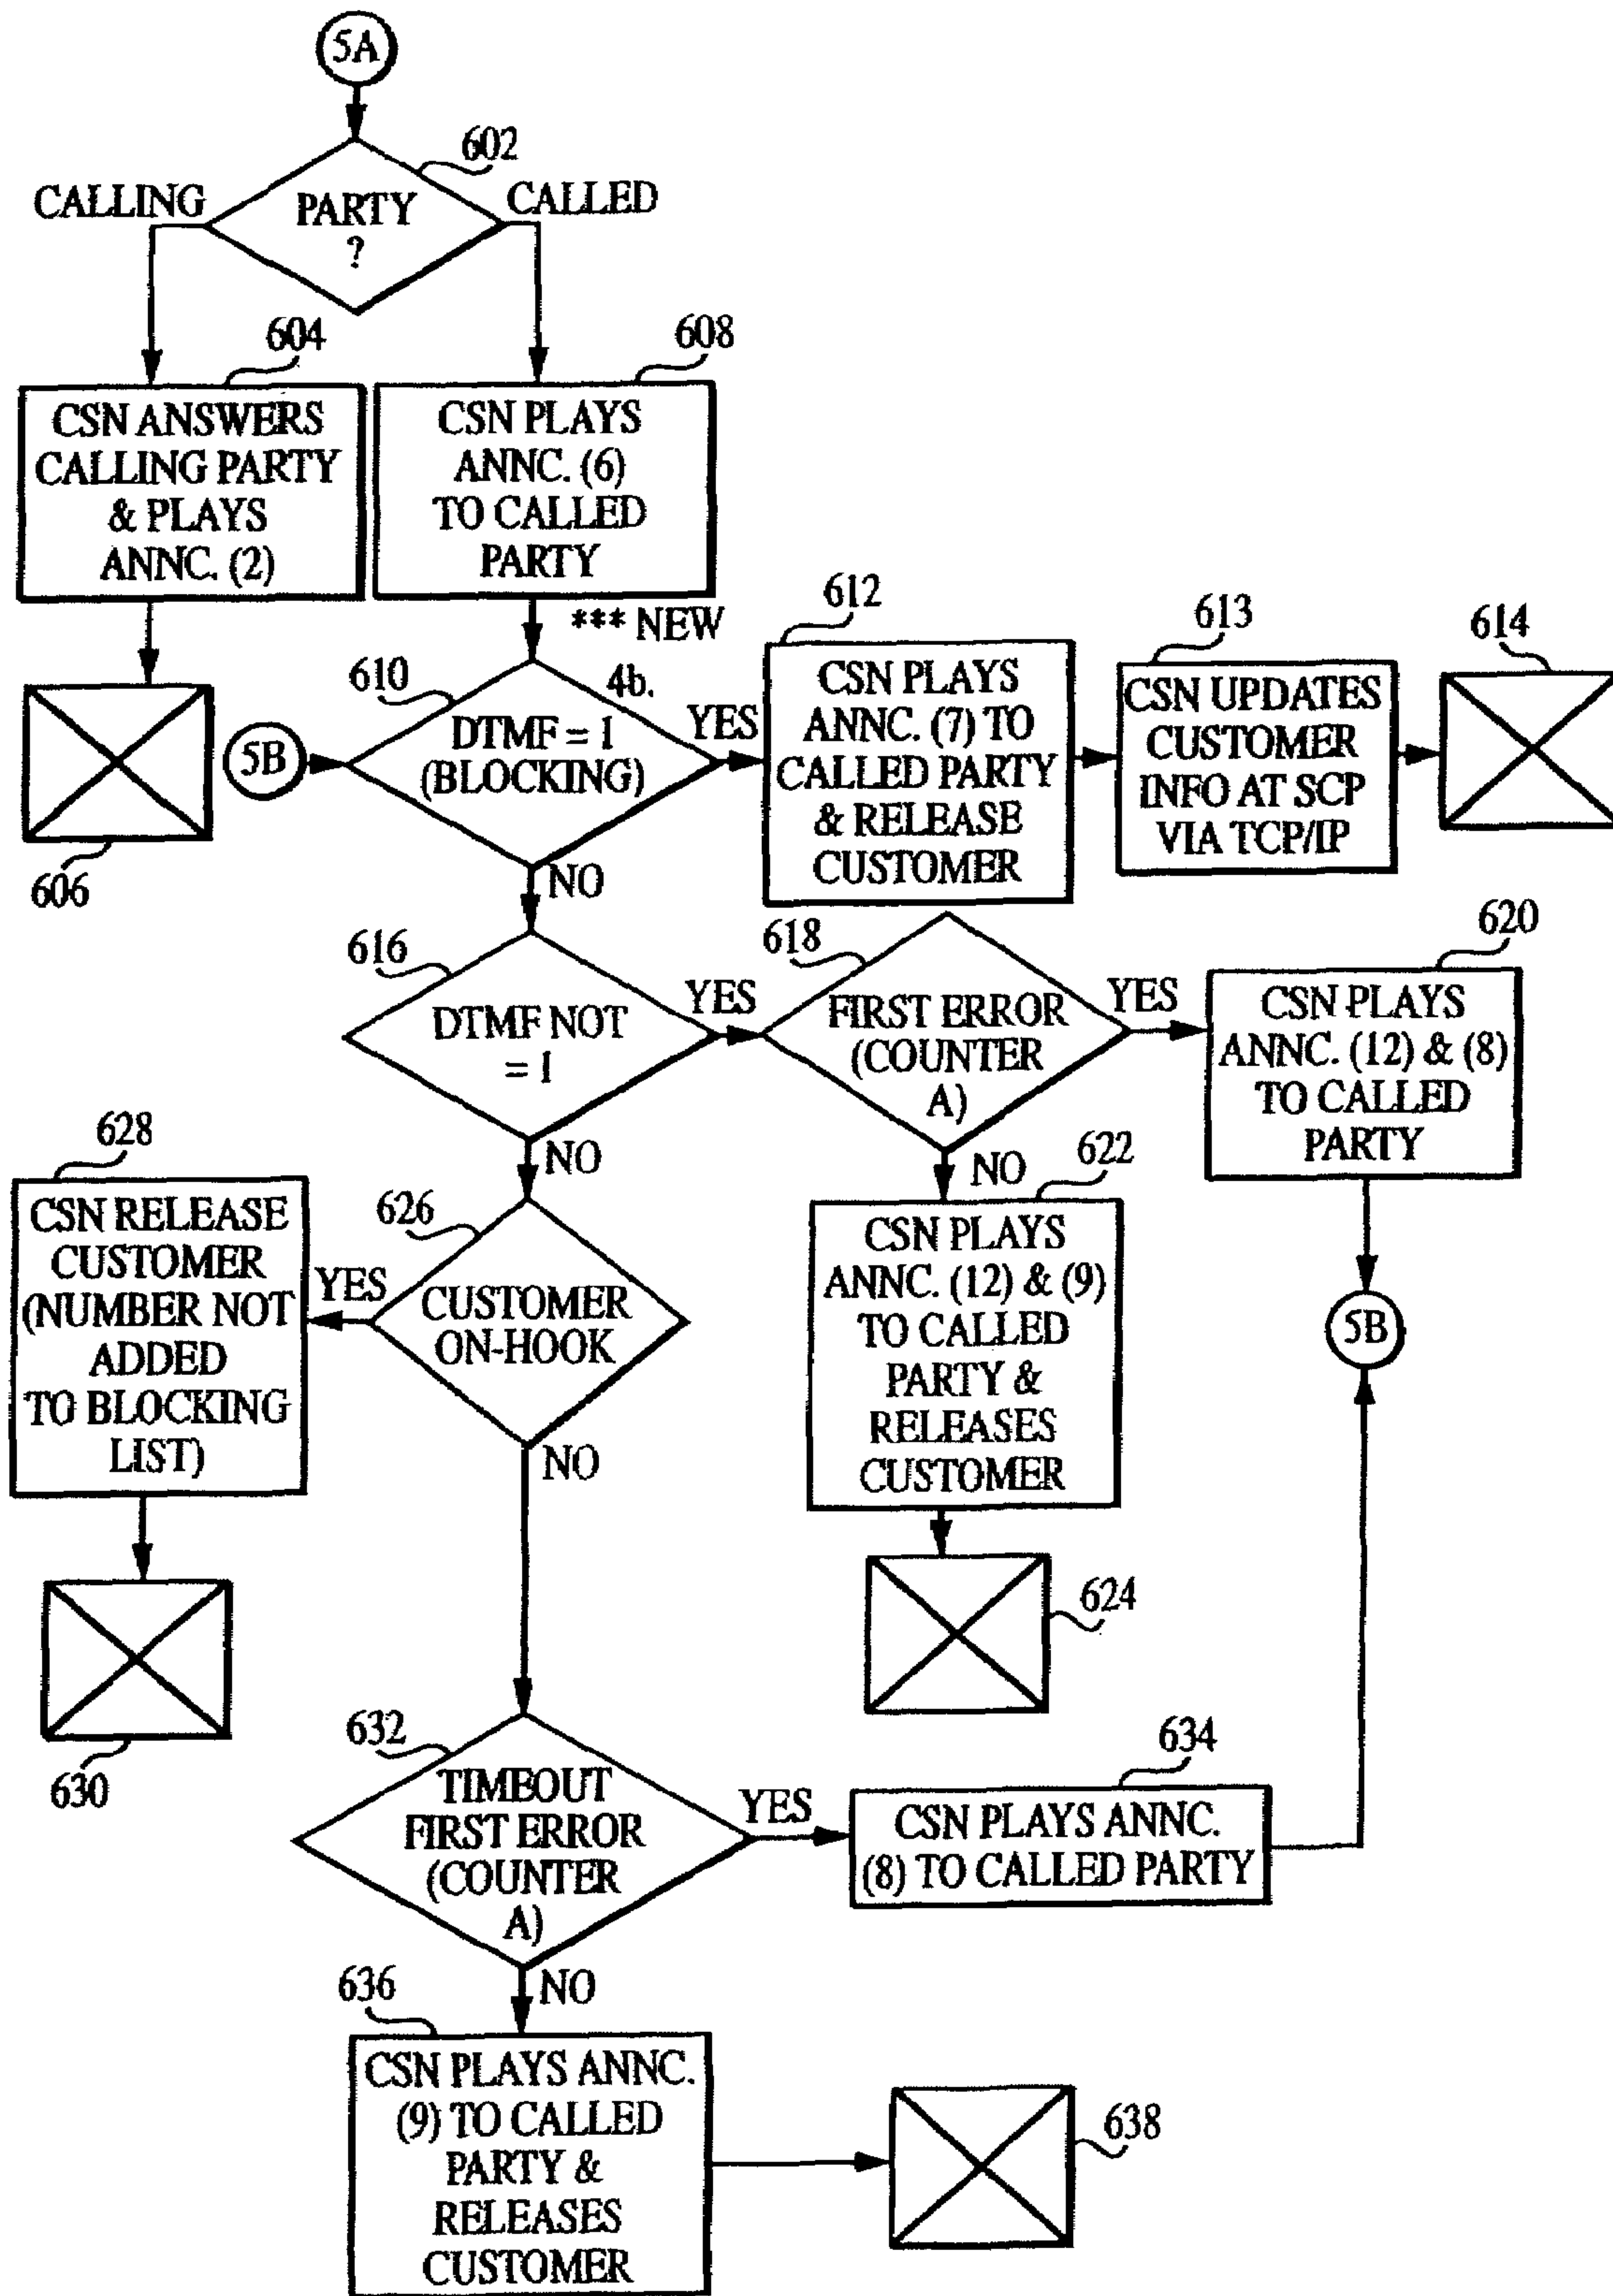 5A
602
CALLING
PARTY
?
CALLED
604
CSN ANSWERS
CALLING PARTY
& PLAYS
ANNC. (2)
608
CSN PLAYS
ANNC. (6)
TO CALLED
PARTY
*** NEW
606
5B
610
4b.
DTMF = 1
(BLOCKING)
YES
NO
612
CSN PLAYS
ANNC. (7) TO
CALLED PARTY
& RELEASE
CUSTOMER
613
CSN UPDATES
CUSTOMER
INFO AT SCP
VIA TCP/IP
614
616
DTMF NOT
= 1
YES
NO
618
FIRST ERROR
(COUNTER
A)
YES
NO
620
CSN PLAYS
ANNC. (12) & (8)
TO CALLED
PARTY
5B
622
CSN PLAYS
ANNC. (12) & (9)
TO CALLED
PARTY &
RELEASES
CUSTOMER
624
626
CUSTOMER
ON-HOOK
YES
NO
628
CSN RELEASE
CUSTOMER
(NUMBER NOT
ADDED
TO BLOCKING
LIST)
630
632
TIMEOUT
FIRST ERROR
(COUNTER
A)
YES
NO
634
CSN PLAYS ANNC.
(8) TO CALLED PARTY
636
CSN PLAYS ANNC.
(9) TO CALLED
PARTY &
RELEASES
CUSTOMER
638